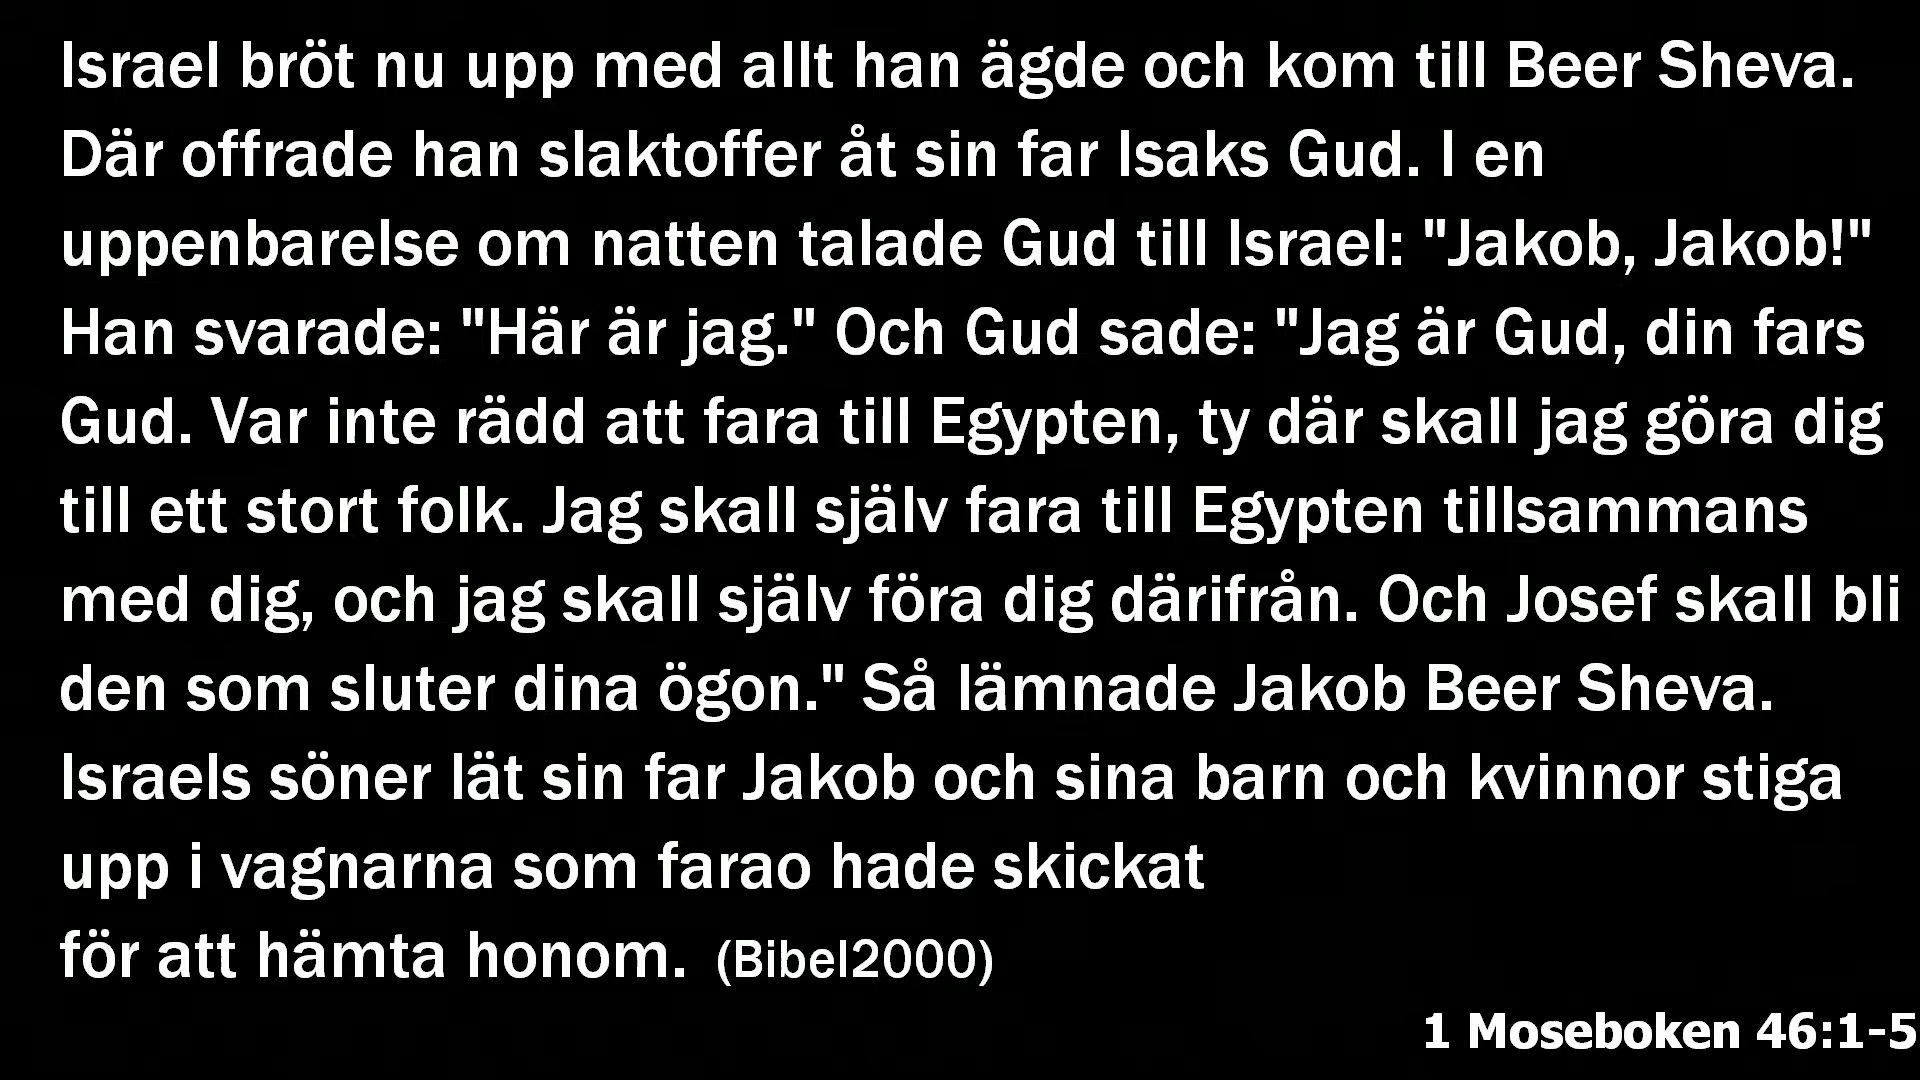 Israel bröt nu upp med allt han ägde och kom till Beer Sheva.
Där offrade han slaktoffer åt sin far Isaks Gud. I en
uppenbarelse om natten talade Gud till Israel: "Jakob, Jakob!"
Han svarade: "Här är jag." Och Gud sade: "Jag är Gud, din fars
Gud. Var inte rädd att fara till Egypten, ty där skall jag göra dig
till ett stort folk. Jag skall själv fara till Egypten tillsammans
med dig, och jag skall själv föra dig därifrån. Och Josef skall bli
den som sluter dina ögon." Så lämnade Jakob Beer Sheva.
Israels söner lät sin far Jakob och sina barn och kvinnor stiga
upp i vagnarna som farao hade skickat
för att hämta honom. (Bibel2000)
1 Moseboken 46:1-5